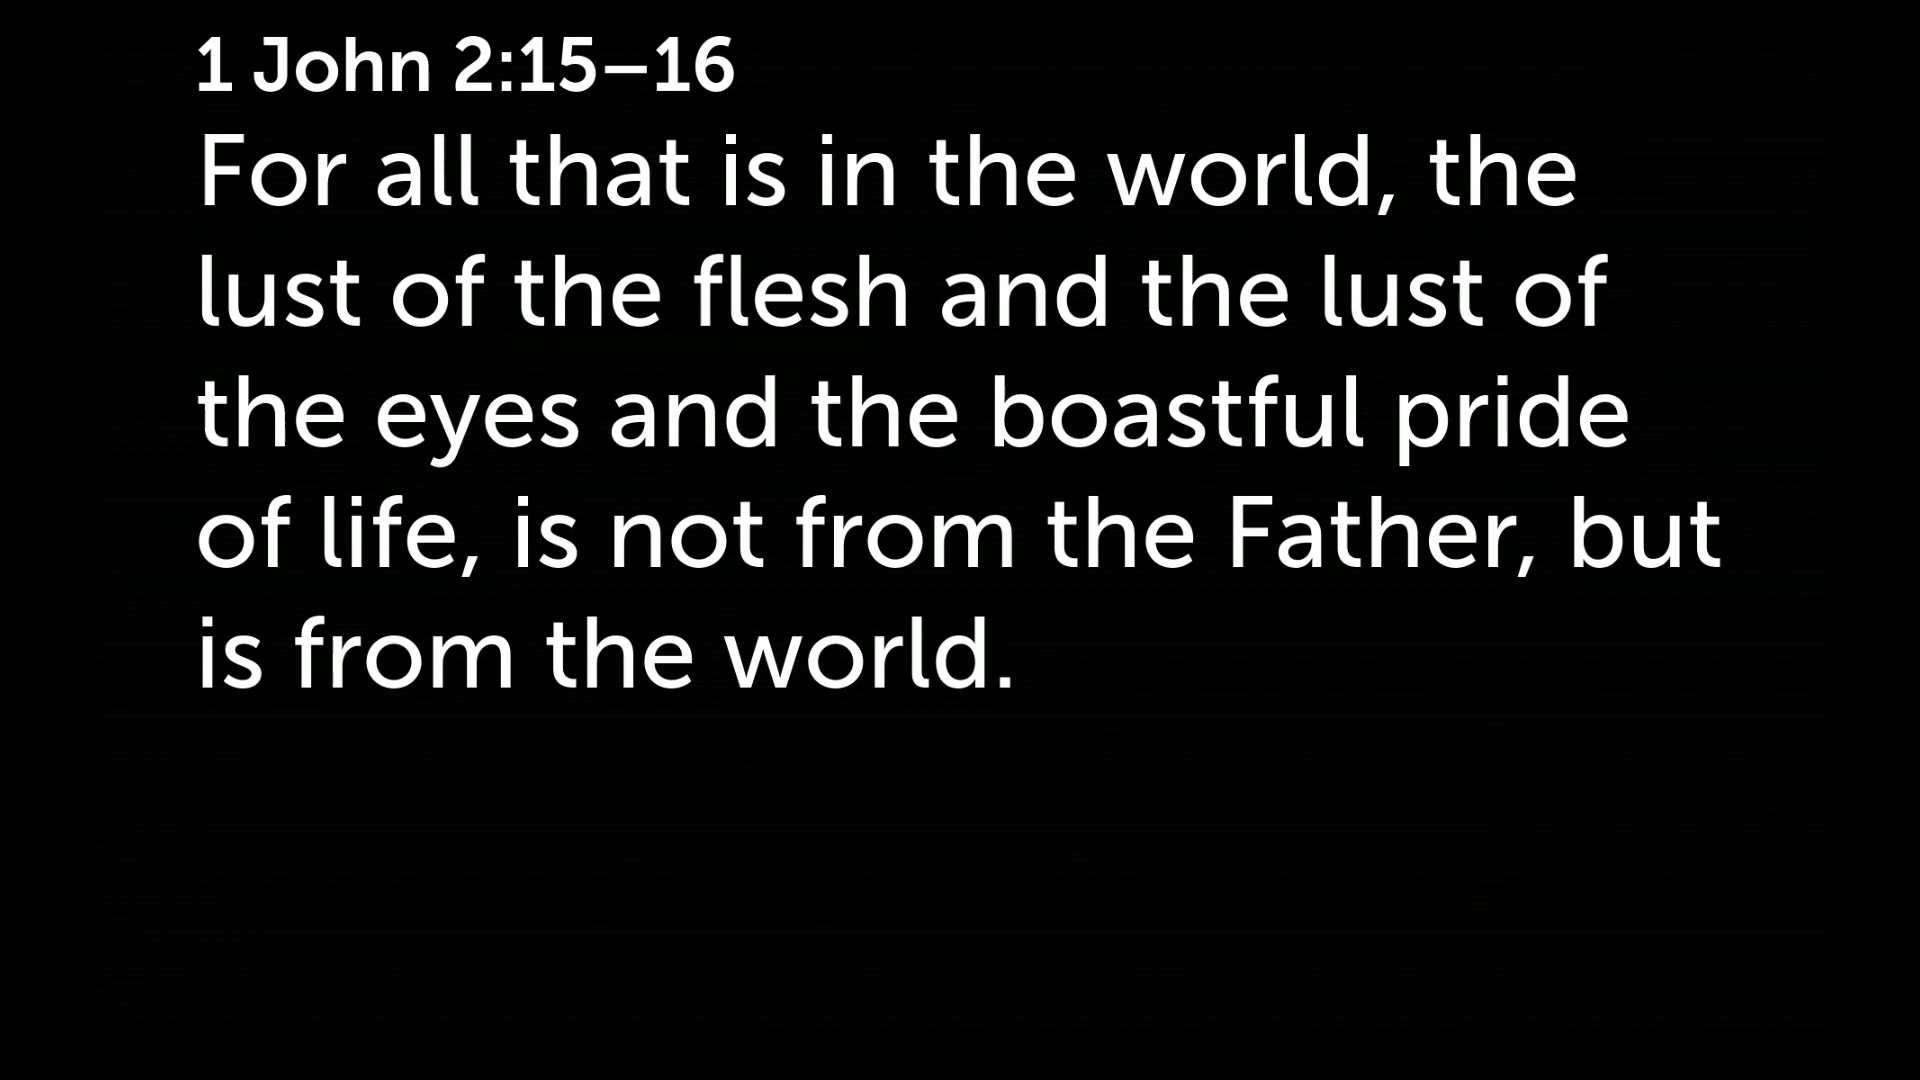 1 John 2:15–16
For all that is in the world, the
lust of the flesh and the lust of
the eyes and the boastful pride
of life, is not from the Father, but
is from the world.